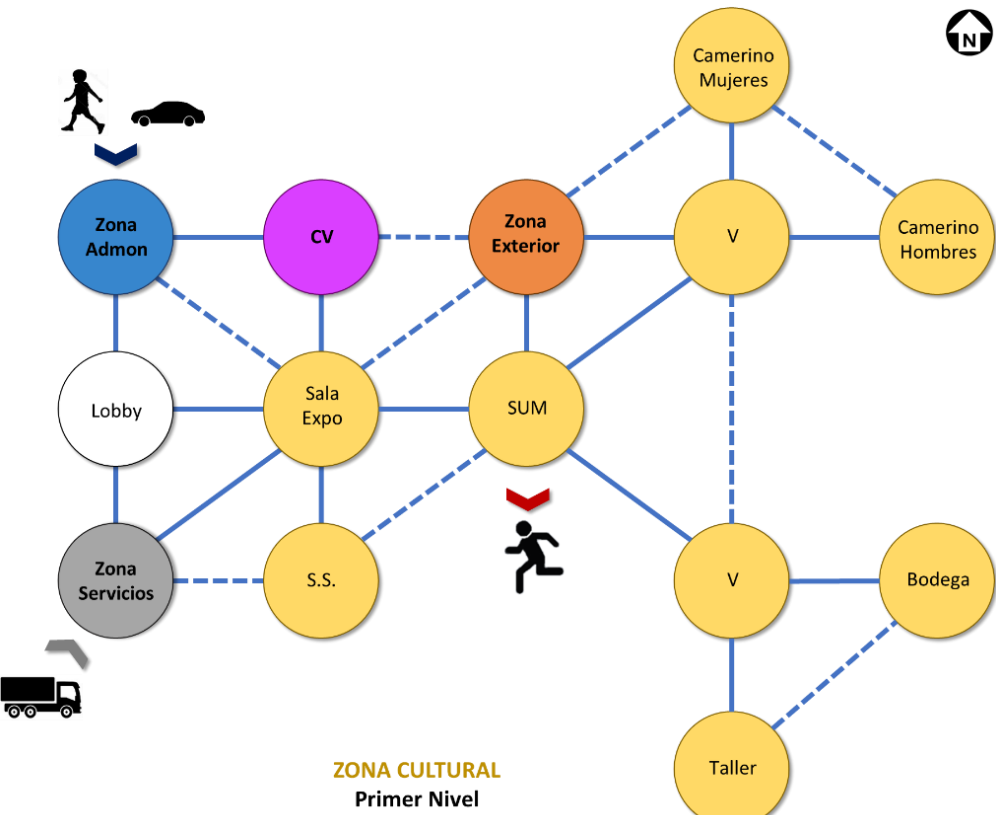 N
Camerino
Mujeres
Zona
Admon
CV
Zona
Exterior
V
Camerino
Hombres
Lobby
Sala
Expo
SUM
Zona
Servicios
S.S.
V
Bodega
Taller
ZONA CULTURAL
Primer Nivel